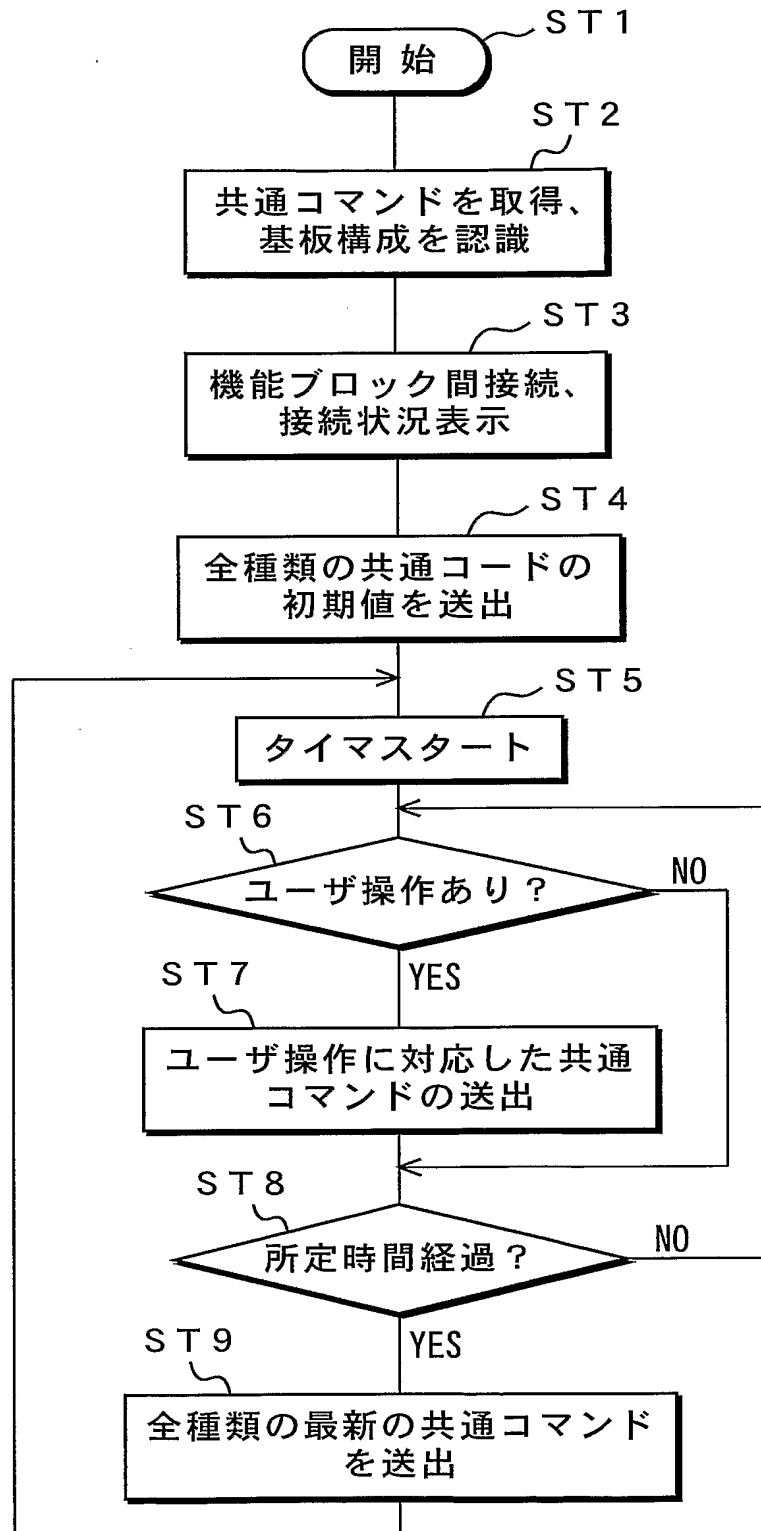 ST1
開始
ST2
共通コマンドを取得、
基板構成を認識
ST3
機能ブロック間接続、
接続状況表示
ST4
全種類の共通コードの
初期値を送出
ST5
タイマスタート
ST6
ユーザ操作あり?
NO
YES
ST7
ユーザ操作に対応した共通
コマンドの送出
ST8
所定時間経過?
NO
YES
ST9
全種類の最新の共通コマンド
を送出